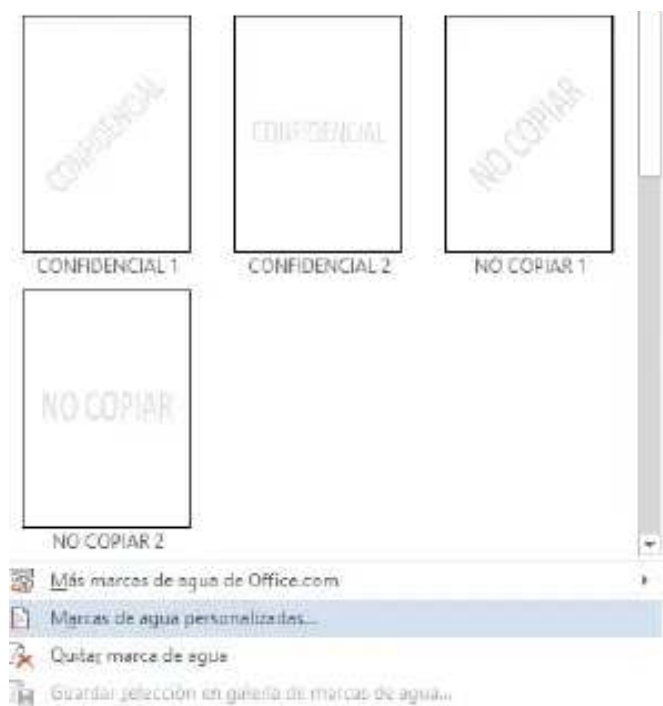 CONFIDENCIAL
CONFIDENCIAL
NO COPIAR
CONFIDENCIAL 1
CONFIDENCIAL 2
NO COPIAR 1
NO COPIAR
NO COPIAR 2
Más marcas de agua de Office.com
Marcas de agua personalizadas...
Quitar marca de agua
Guardar selección en galería de marcas de agua...